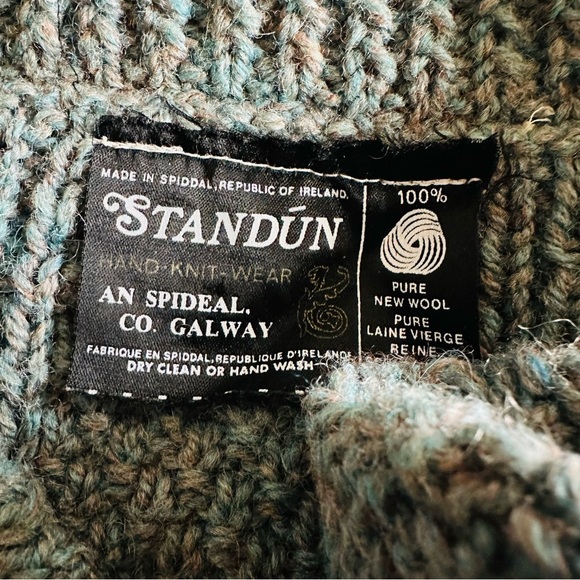 MADE IN SPIDDAL, REPUBLIC OF IRELAND.
STANDÚN
HAND-KNIT-WEAR
AN SPIDEAL,
CO. GALWAY
FABRIQUE EN SPIDDAL, REPUBLIQUE D'IRELAND.
DRY CLEAN OR HAND WASH
100%
PURE
NEW WOOL
PURE
LAINE VIERGE
REINE